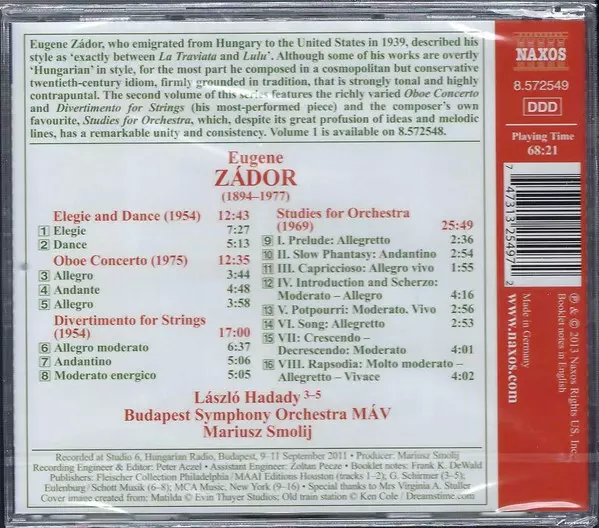 Eugene Zádor, who emigrated from Hungary to the United States in 1939, described his
style as ‘exactly between La Traviata and Lulu’. Although some of his works are overtly
‘Hungarian’ in style, for the most part he composed in a cosmopolitan but conservative
twentieth-century idiom, firmly grounded in tradition, that is strongly tonal and highly
contrapuntal. The second volume of this series features the richly varied Oboe Concerto
and Divertimento for Strings (his most-performed piece) and the composer’s own
favourite, Studies for Orchestra, which, despite its great profusion of ideas and melodic
lines, has a remarkable unity and consistency. Volume 1 is available on 8.572548.
NAXOS
8.572549
DDD
Playing Time
68:21
Eugene
ZÁDOR
(1894–1977)
Elegie and Dance (1954) 12:43
1 Elegie 7:27
2 Dance 5:13
Oboe Concerto (1975) 12:35
3 Allegro 3:44
4 Andante 4:48
5 Allegro 3:58
Divertimento for Strings
(1954) 17:00
6 Allegro moderato 6:37
7 Andantino 5:06
8 Moderato energico 5:05
Studies for Orchestra
(1969) 25:49
9 I. Prelude: Allegretto 2:36
10 II. Slow Phantasy: Andantino 2:54
11 III. Capriccioso: Allegro vivo 1:55
12 IV. Introduction and Scherzo:
Moderato – Allegro 4:16
13 V. Potpourri: Moderato. Vivo 2:56
14 VI. Song: Allegretto 2:53
15 VII: Crescendo –
Decrescendo: Moderato 4:01
16 VIII. Rapsodia: Molto moderato –
Allegretto – Vivace 4:02
László Hadady 3–5
Budapest Symphony Orchestra MÁV
Mariusz Smolij
Recorded at Studio 6, Hungarian Radio, Budapest, 9–11 September 2011 • Producer: Mariusz Smolij
Recording Engineer & Editor: Peter Aczel • Assistant Engineer: Zoltan Pecze • Booklet notes: Frank K. DeWald
Publishers: Fleischer Collection Philadelphia / MAAI Editions Houston (tracks 1–2); G. Schirmer (3–5);
Eulenburg / Schott Musik (6–8); MCA Music, New York (9–16) • Special thanks to Mrs Virginia A. Stuller
Cover image created from: Matilda © Evin Thayer Studios; Old train station © Ken Cole / Dreamstime.com
7 47313 25497 2
www.naxos.com
Made in Germany
Booklet notes in English
℗ & © 2013 Naxos Rights US, Inc.